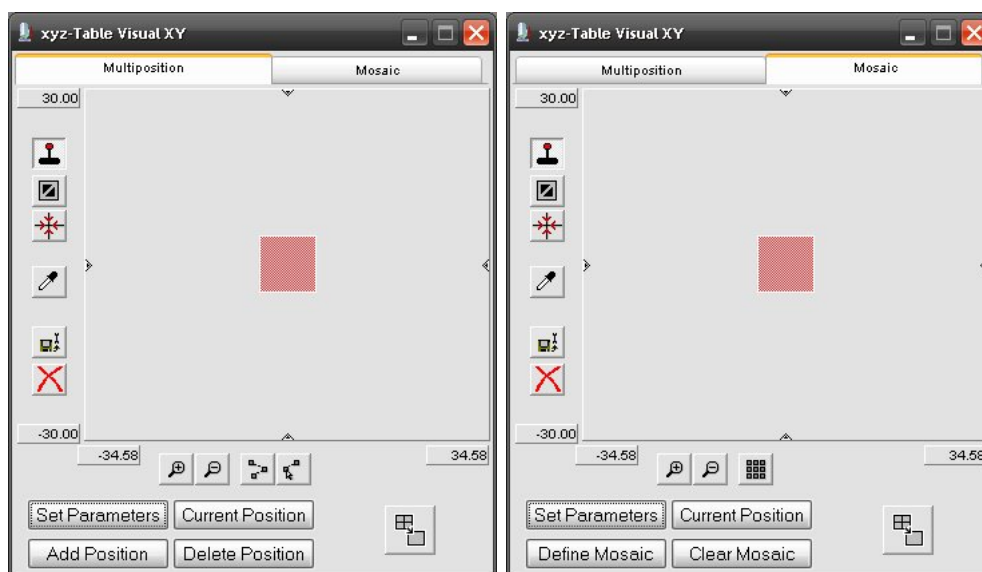 xyz-Table Visual XY
Multiposition
Mosaic
30.00
-30.00
-34.58
34.58
Set Parameters
Current Position
Add Position
Delete Position
xyz-Table Visual XY
Multiposition
Mosaic
30.00
-30.00
-34.58
34.58
Set Parameters
Current Position
Define Mosaic
Clear Mosaic